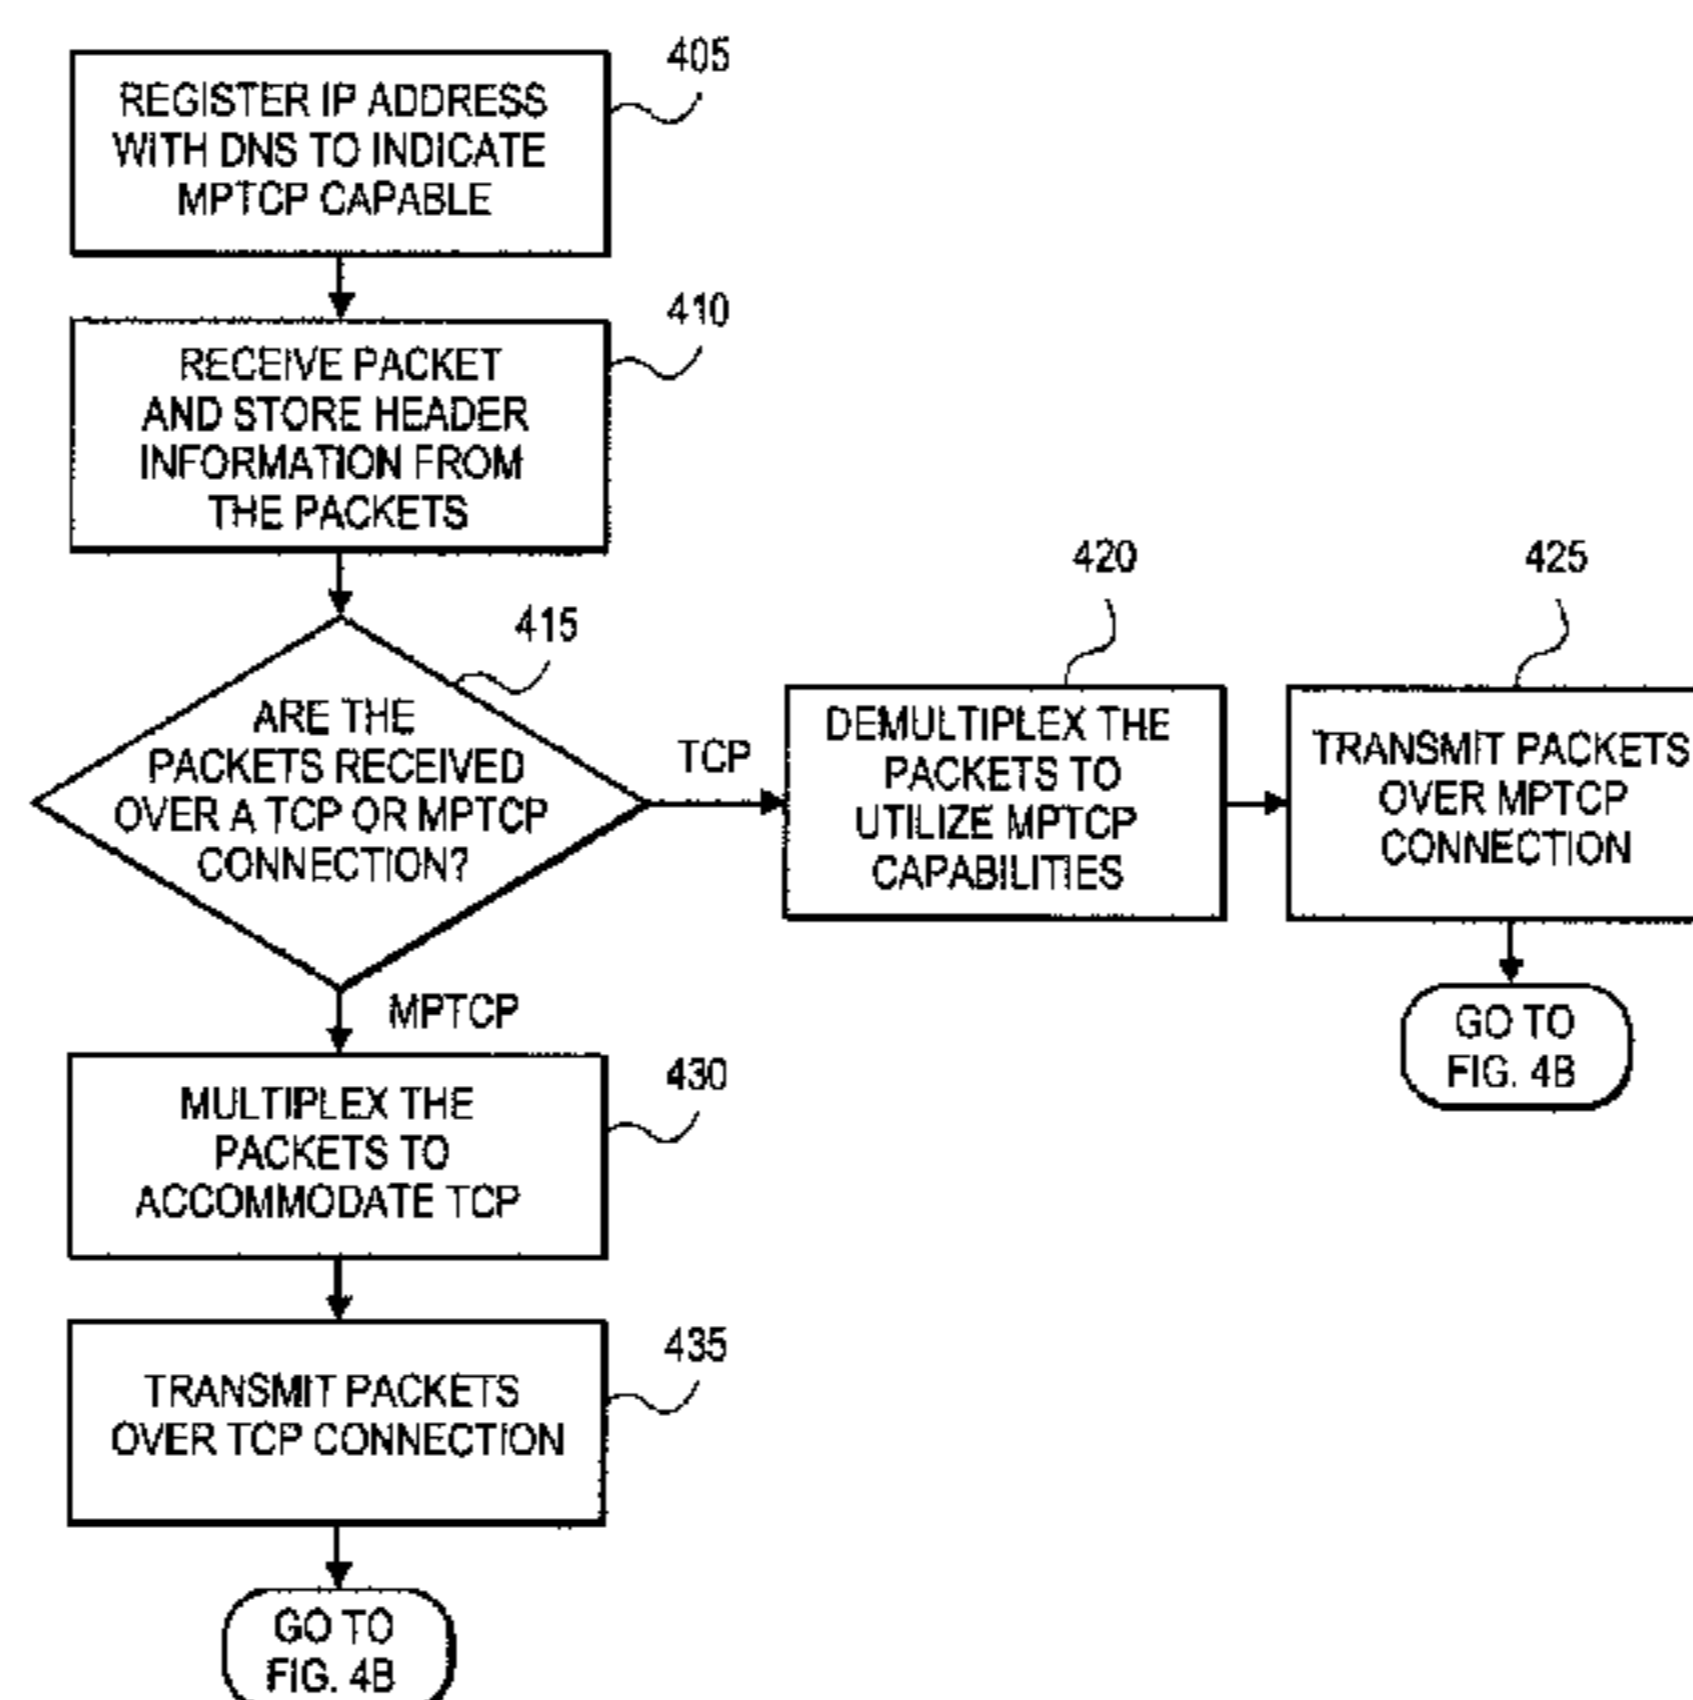 405
REGISTER IP ADDRESS
WITH DNS TO INDICATE
MPTCP CAPABLE
410
RECEIVE PACKET
AND STORE HEADER
INFORMATION FROM
THE PACKETS
415
ARE THE
PACKETS RECEIVED
OVER A TCP OR MPTCP
CONNECTION?
TCP
420
DEMULTIPLEX THE
PACKETS TO
UTILIZE MPTCP
CAPABILITIES
425
TRANSMIT PACKETS
OVER MPTCP
CONNECTION
GO TO
FIG. 4B
MPTCP
430
MULTIPLEX THE
PACKETS TO
ACCOMMODATE TCP
435
TRANSMIT PACKETS
OVER TCP CONNECTION
GO TO
FIG. 4B